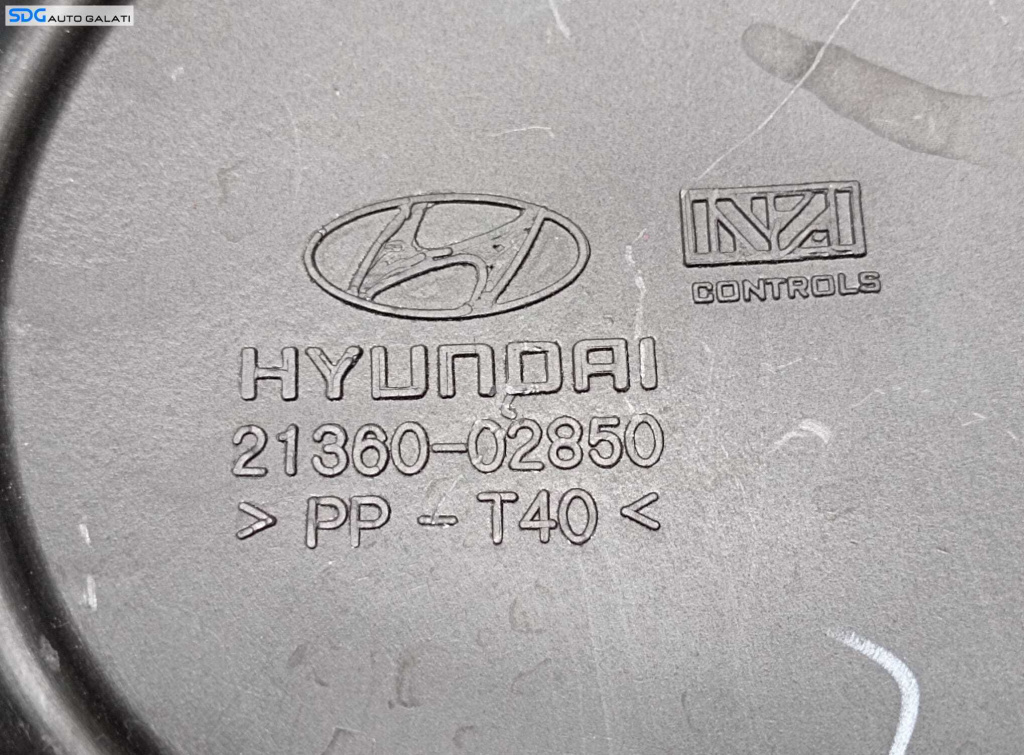 SDG AUTO GALATI
INZI
CONTROLS
HYUNDAI
21360-02850
> PP - T40 <